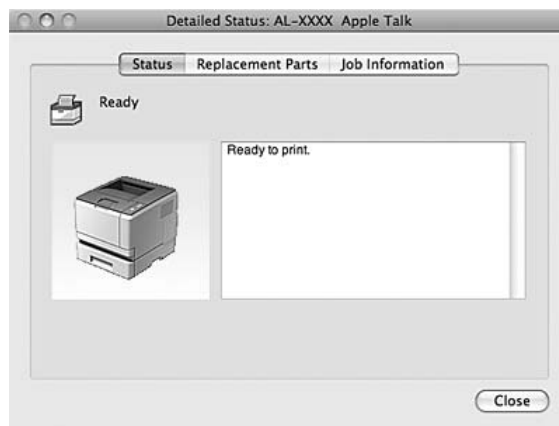 Detailed Status: AL-XXXX Apple Talk
Status Replacement Parts Job Information
Ready
Ready to print.
Close